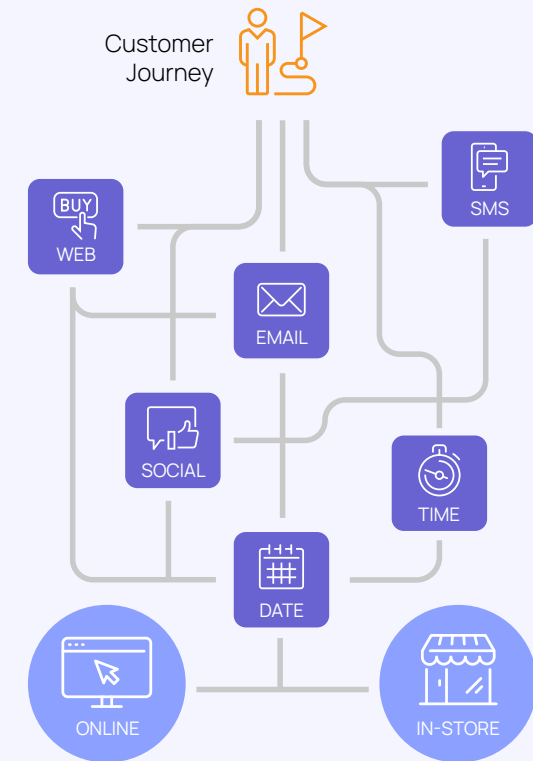 Customer
Journey
SMS
BUY
WEB
EMAIL
SOCIAL
TIME
DATE
ONLINE
IN-STORE